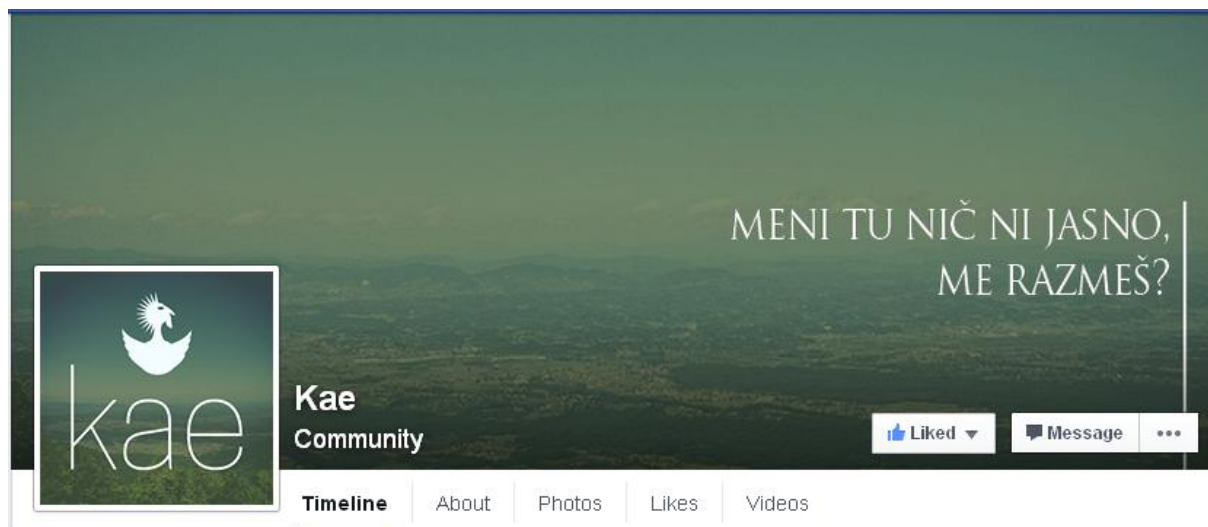 MENI TU NIČ NI JASNO,
ME RAZMEŠ?
kae
Kae
Community
Liked
Message
Timeline About Photos Likes Videos